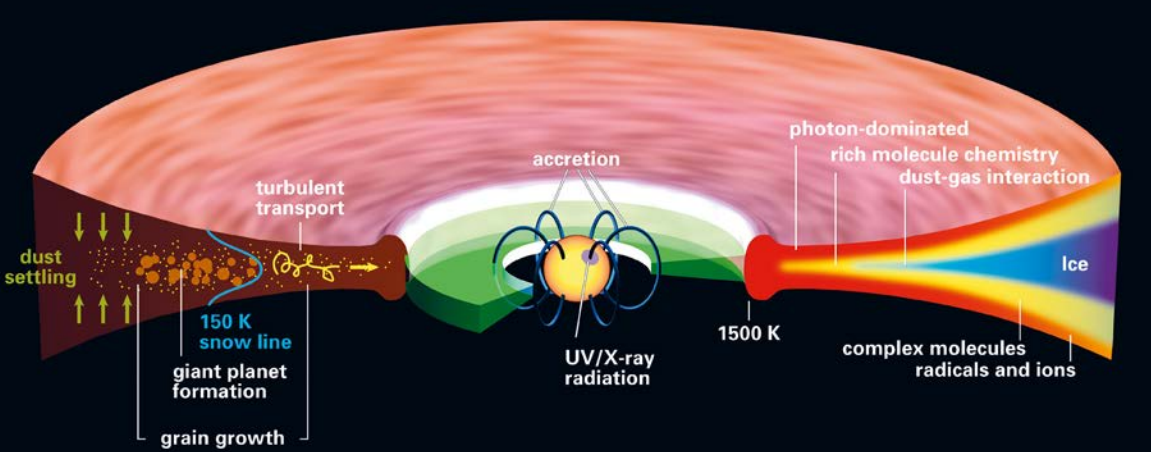 photon-dominated
rich molecule chemistry
dust-gas interaction
accretion
turbulent
transport
dust
settling
Ice
150 K
snow line
1500 K
giant planet
formation
UV/X-ray
radiation
complex molecules
radicals and ions
grain growth